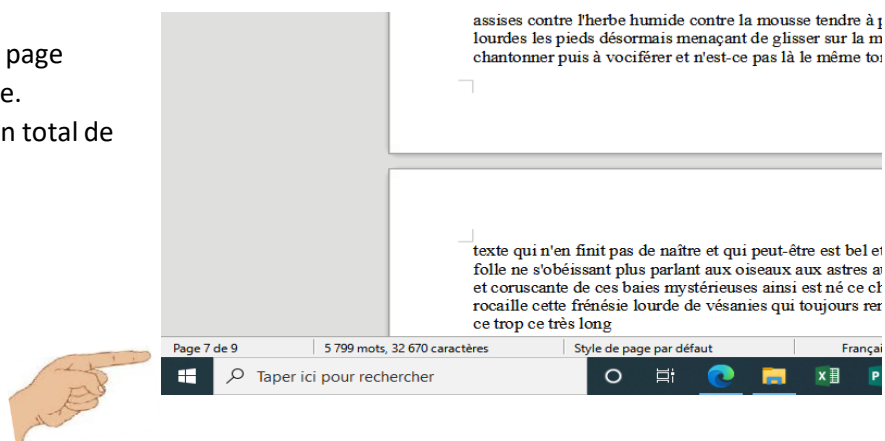 page
e.
n total de
assises contre l'herbe humide contre la mousse tendre à
lourdes les pieds désormais menaçant de glisser sur la
chantonner puis à vociférer et n'est-ce pas là le même
texte qui n'en finit pas de naître et qui peut-être est bel et
folle ne s'obéissant plus parlant aux oiseaux aux astres
et coruscante de ces baies mystérieuses ainsi est né ce
rocaille cette frénésie lourde de vésanies qui toujours
ce trop ce très long
Page 7 de 9 5 799 mots, 32 670 caractères Style de page par défaut Françai
Taper ici pour rechercher